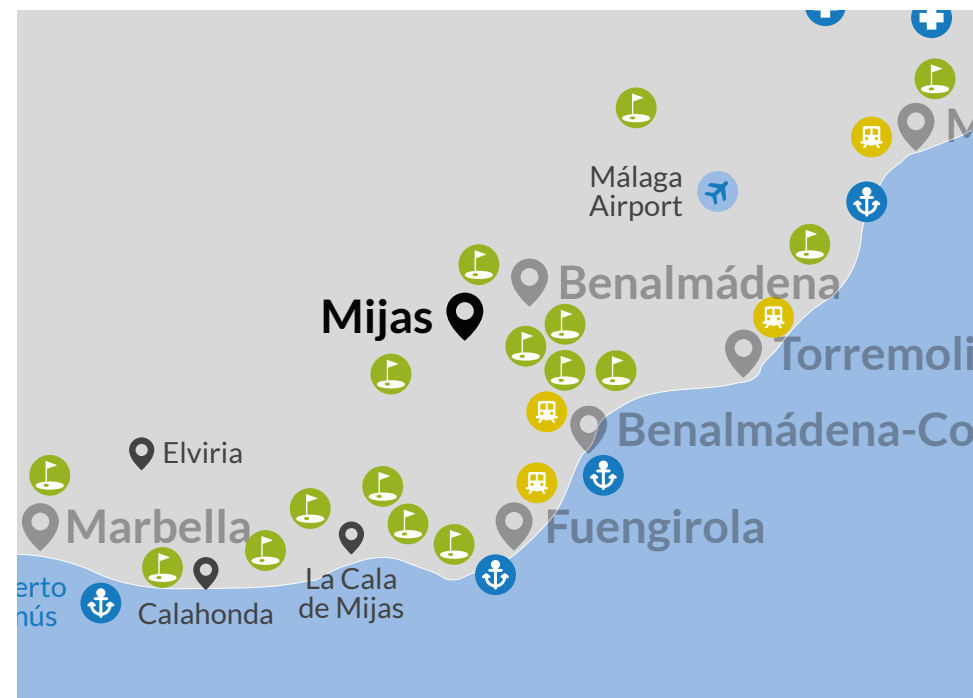 M
Málaga
Airport
Benalmádena
Mijas
Torremoli
Benalmádena-Co
Elviria
Marbella
Fuengirola
La Cala
de Mijas
Calahonda
erto
nús